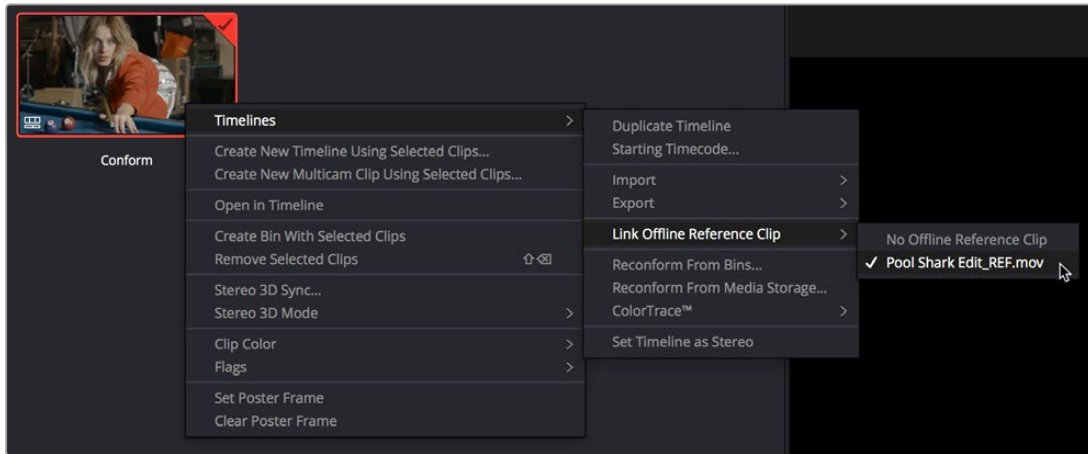 Conform
Timelines
Create New Timeline Using Selected Clips...
Create New Multicam Clip Using Selected Clips...
Open in Timeline
Create Bin With Selected Clips
Remove Selected Clips ⇧⌫
Stereo 3D Sync...
Stereo 3D Mode
Clip Color
Flags
Set Poster Frame
Clear Poster Frame
Duplicate Timeline
Starting Timecode...
Import
Export
Link Offline Reference Clip
Reconform From Bins...
Reconform From Media Storage...
ColorTrace™
Set Timeline as Stereo
No Offline Reference Clip
Pool Shark Edit_REF.mov